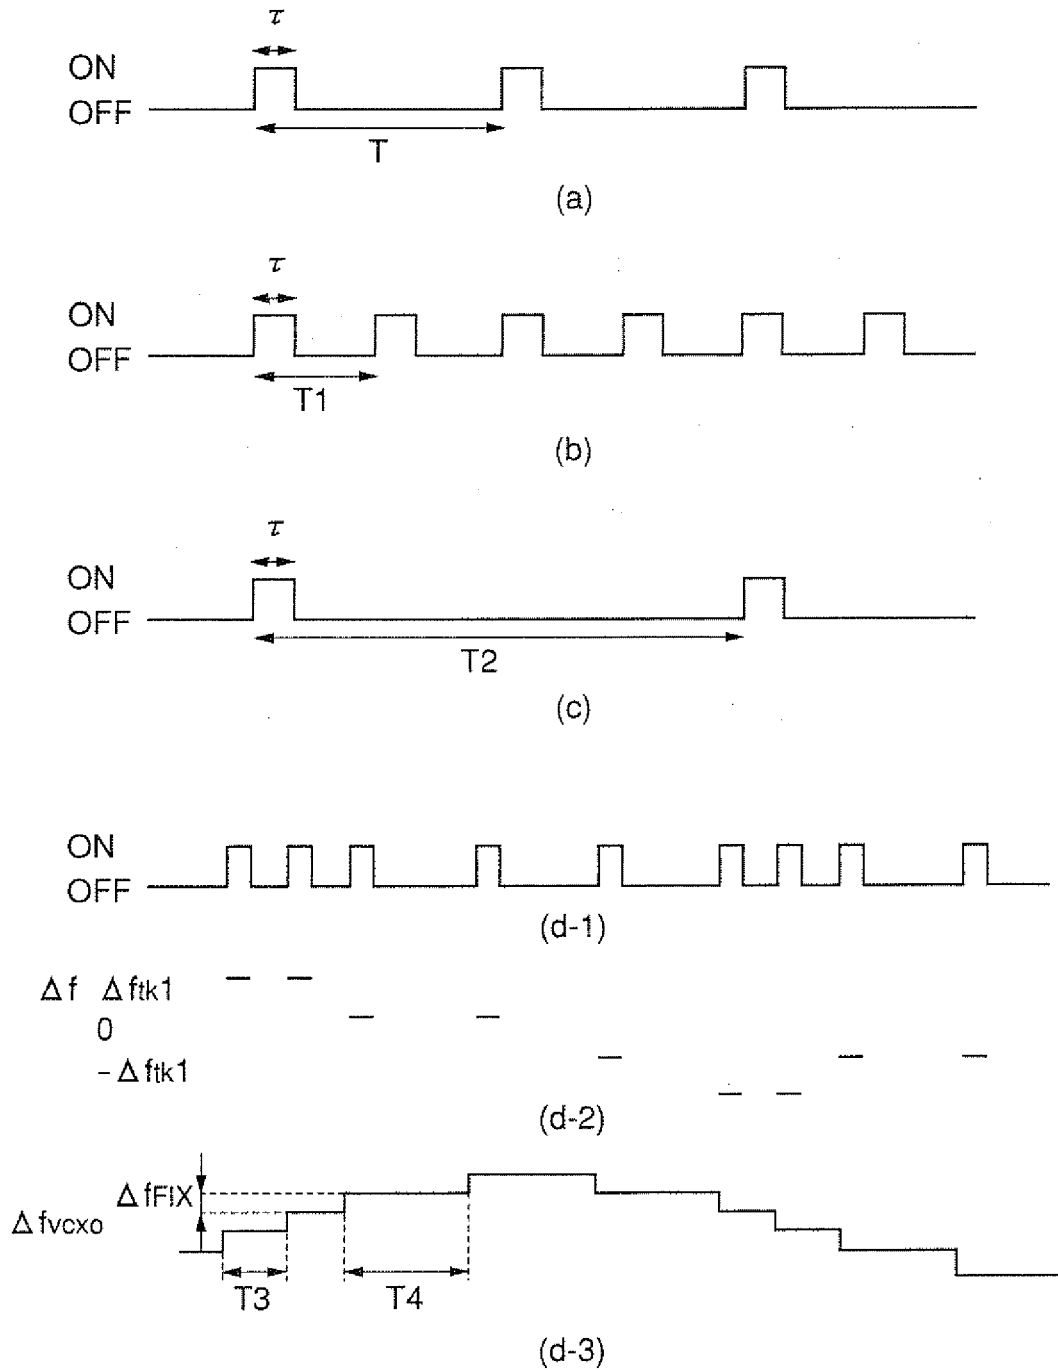 τ
ON
OFF
T
(a)
τ
ON
OFF
T1
(b)
τ
ON
OFF
T2
(c)
ON
OFF
(d-1)
Δf Δftk1
0
-Δftk1
(d-2)
ΔfFIX
Δfvcxo
T3 T4
(d-3)